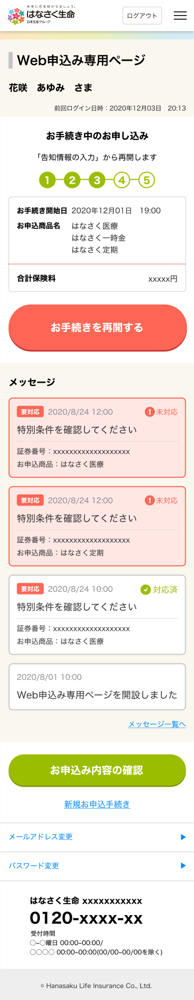 未来に花を咲かせましょう。
はなさく生命
日本生命グループ
ログアウト
Web申込み専用ページ
花咲　あゆみ　さま
前回ログイン日時：2020年12月03日　20:13
お手続き中のお申し込み
「告知情報の入力」から再開します
1 2 3 4 5
お手続き開始日 2020年12月01日　19:00
お申込商品名 はなさく医療
はなさく一時金
はなさく定期
合計保険料 xxxxx円
お手続きを再開する
メッセージ
要対応 2020/8/24 12:00 未対応
特別条件を確認してください
証券番号：xxxxxxxxxxxxxxxxxxx
お申込商品：はなさく医療
要対応 2020/8/24 12:00 未対応
特別条件を確認してください
証券番号：xxxxxxxxxxxxxxxxxxx
お申込商品：はなさく定期
要対応 2020/8/24 10:00 対応済
特別条件を確認してください
証券番号：xxxxxxxxxxxxxxxxxxx
お申込商品：はなさく医療
2020/8/01 10:00
Web申込み専用ページを開設しました
メッセージ一覧へ
お申込み内容の確認
新規お申込手続き
メールアドレス変更
パスワード変更
はなさく生命 xxxxxxxxxxx
0120-xxxx-xx
受付時間
○~○曜日 00:00~00:00/
○○○○ 00:00~00:00(00/00~00/00を除く)
© Hanasaku Life Insurance Co., Ltd.